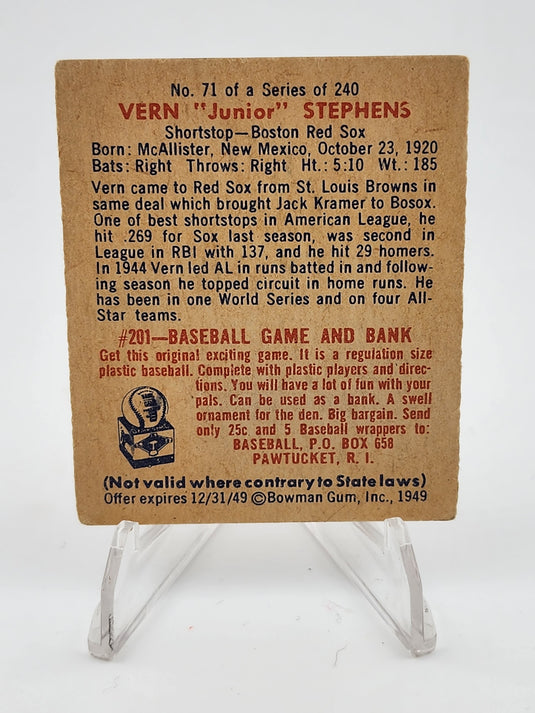 No. 71 of a Series of 240
VERN "Junior" STEPHENS
Shortstop—Boston Red Sox
Born: McAllister, New Mexico, October 23, 1920
Bats: Right Throws: Right Ht.: 5:10 Wt.: 185
Vern came to Red Sox from St. Louis Browns in
same deal which brought Jack Kramer to Bosox.
One of best shortstops in American League, he
hit .269 for Sox last season, was second in
League in RBI with 137, and he hit 29 homers.
In 1944 Vern led AL in runs batted in and follow-
ing season he topped circuit in home runs. He
has been in one World Series and on four All-
Star teams.
#201—BASEBALL GAME AND BANK
Get this original exciting game. It is a regulation size
plastic baseball. Complete with plastic players and direc-
tions. You will have a lot of fun with your
pals. Can be used as a bank. A swell
ornament for the den. Big bargain. Send
only 25c and 5 Baseball wrappers to:
BASEBALL, P.O. BOX 658
PAWTUCKET, R. I.
(Not valid where contrary to State laws)
Offer expires 12/31/49 ©Bowman Gum, Inc., 1949